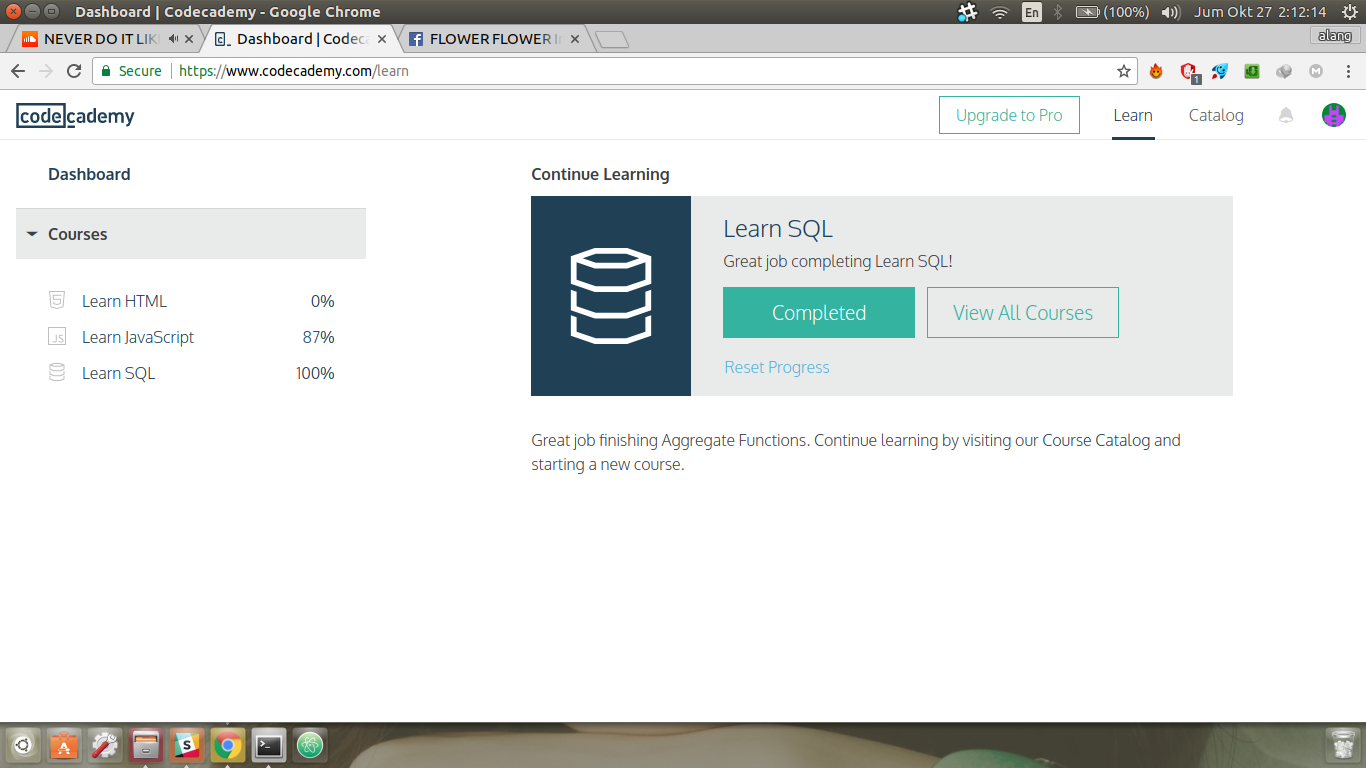 Dashboard | Codecademy - Google Chrome
En
(100%)
Jum Okt 27 2:12:14
NEVER DO IT LIK
Dashboard | Codec
FLOWER FLOWER
alang
Secure
https://www.codecademy.com/learn
1
M
codecademy
Upgrade to Pro
Learn
Catalog
Dashboard
Courses
Learn HTML 0%
JS Learn JavaScript 87%
Learn SQL 100%
Continue Learning
Learn SQL
Great job completing Learn SQL!
Completed
View All Courses
Reset Progress
Great job finishing Aggregate Functions. Continue learning by visiting our Course Catalog and
starting a new course.